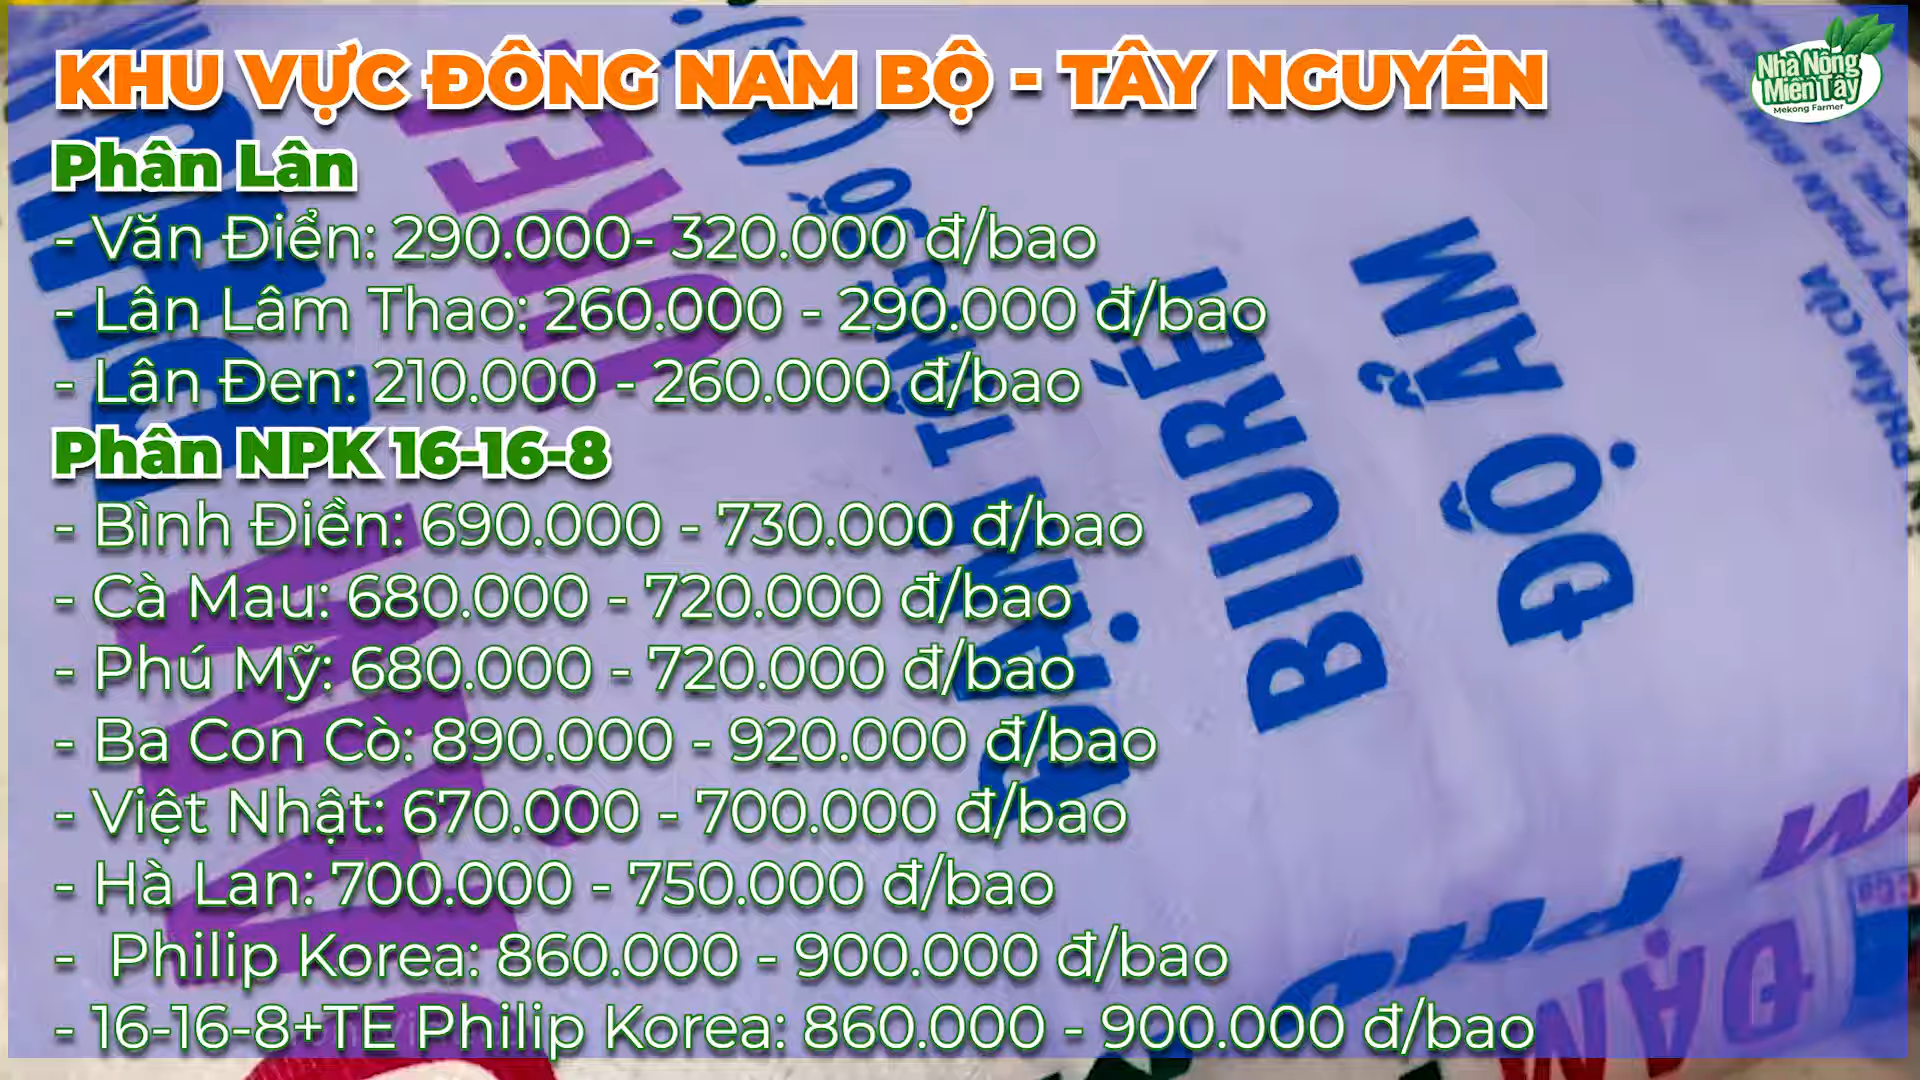 KHU VỰC ĐÔNG NAM BỘ - TÂY NGUYÊN
Nhà Nông
Miền Tây
Mekong Farmer
Phân Lân
- Văn Điển: 290.000- 320.000 đ/bao
- Lân Lâm Thao: 260.000 - 290.000 đ/bao
- Lân Đen: 210.000 - 260.000 đ/bao
Phân NPK 16-16-8
- Bình Điền: 690.000 - 730.000 đ/bao
- Cà Mau: 680.000 - 720.000 đ/bao
- Phú Mỹ: 680.000 - 720.000 đ/bao
- Ba Con Cò: 890.000 - 920.000 đ/bao
- Việt Nhật: 670.000 - 700.000 đ/bao
- Hà Lan: 700.000 - 750.000 đ/bao
- Philip Korea: 860.000 - 900.000 đ/bao
- 16-16-8+TE Philip Korea: 860.000 - 900.000 đ/bao
ĐẠM TỔNG SỐ
BIURÉT
ĐỘ ẨM
ĐẠM